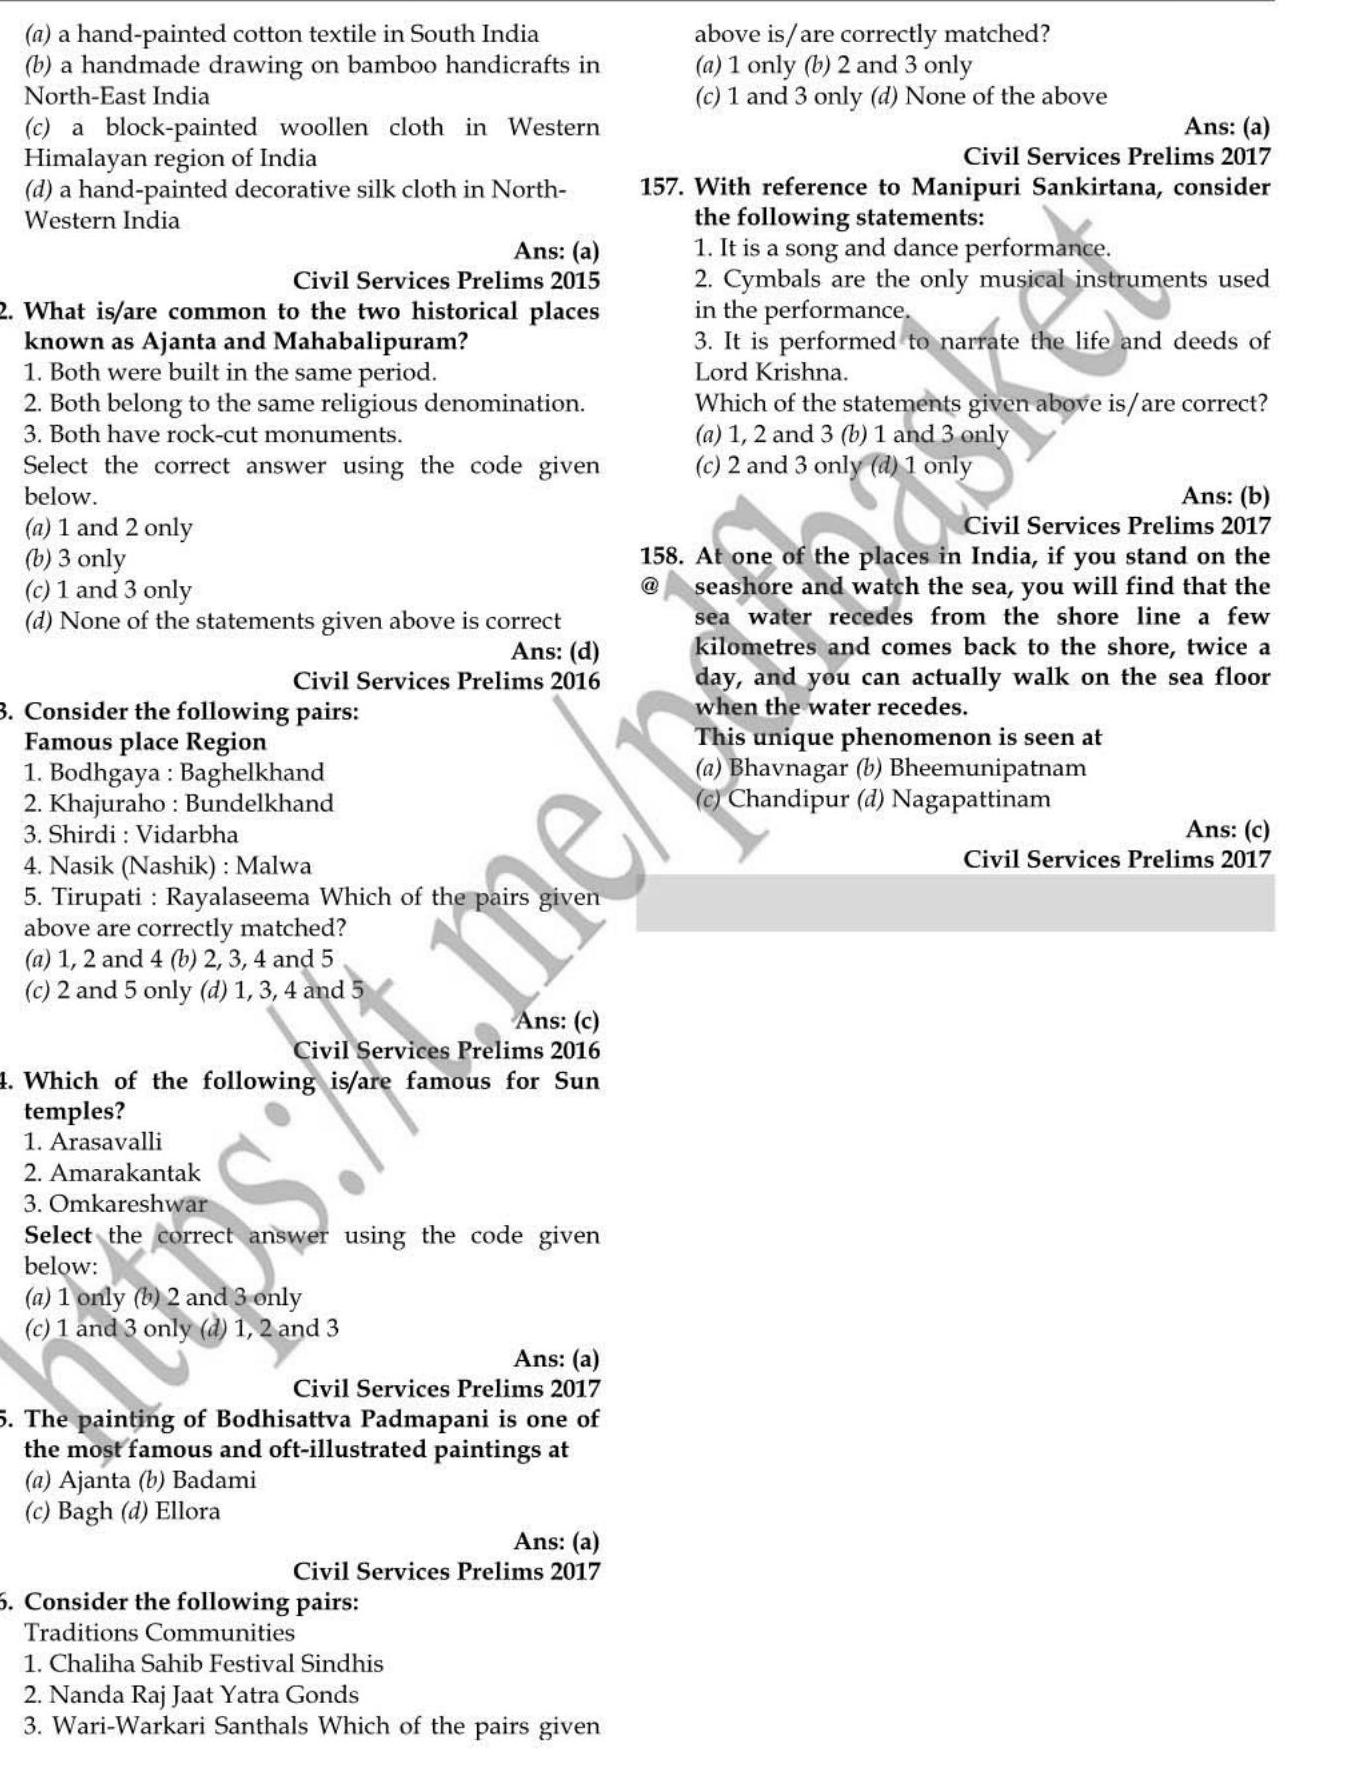 (a) a hand-painted cotton textile in South India
(b) a handmade drawing on bamboo handicrafts in
North-East India
(c) a block-painted woollen cloth in Western
Himalayan region of India
(d) a hand-painted decorative silk cloth in North-
Western India
Ans: (a)
Civil Services Prelims 2015
2. What is/are common to the two historical places
known as Ajanta and Mahabalipuram?
1. Both were built in the same period.
2. Both belong to the same religious denomination.
3. Both have rock-cut monuments.
Select the correct answer using the code given
below.
(a) 1 and 2 only
(b) 3 only
(c) 1 and 3 only
(d) None of the statements given above is correct
Ans: (d)
Civil Services Prelims 2016
3. Consider the following pairs:
Famous place Region
1. Bodhgaya : Baghelkhand
2. Khajuraho : Bundelkhand
3. Shirdi : Vidarbha
4. Nasik (Nashik) : Malwa
5. Tirupati : Rayalaseema Which of the pairs given
above are correctly matched?
(a) 1, 2 and 4 (b) 2, 3, 4 and 5
(c) 2 and 5 only (d) 1, 3, 4 and 5
Ans: (c)
Civil Services Prelims 2016
4. Which of the following is/are famous for Sun
temples?
1. Arasavalli
2. Amarakantak
3. Omkareshwar
Select the correct answer using the code given
below:
(a) 1 only (b) 2 and 3 only
(c) 1 and 3 only (d) 1, 2 and 3
Ans: (a)
Civil Services Prelims 2017
5. The painting of Bodhisattva Padmapani is one of
the most famous and oft-illustrated paintings at
(a) Ajanta (b) Badami
(c) Bagh (d) Ellora
Ans: (a)
Civil Services Prelims 2017
6. Consider the following pairs:
Traditions Communities
1. Chaliha Sahib Festival Sindhis
2. Nanda Raj Jaat Yatra Gonds
3. Wari-Warkari Santhals Which of the pairs given
above is/are correctly matched?
(a) 1 only (b) 2 and 3 only
(c) 1 and 3 only (d) None of the above
Ans: (a)
Civil Services Prelims 2017
157. With reference to Manipuri Sankirtana, consider
the following statements:
1. It is a song and dance performance.
2. Cymbals are the only musical instruments used
in the performance.
3. It is performed to narrate the life and deeds of
Lord Krishna.
Which of the statements given above is/are correct?
(a) 1, 2 and 3 (b) 1 and 3 only
(c) 2 and 3 only (d) 1 only
Ans: (b)
Civil Services Prelims 2017
158. At one of the places in India, if you stand on the
@ seashore and watch the sea, you will find that the
sea water recedes from the shore line a few
kilometres and comes back to the shore, twice a
day, and you can actually walk on the sea floor
when the water recedes.
This unique phenomenon is seen at
(a) Bhavnagar (b) Bheemunipatnam
(c) Chandipur (d) Nagapattinam
Ans: (c)
Civil Services Prelims 2017
https://t.me/pdfbasket